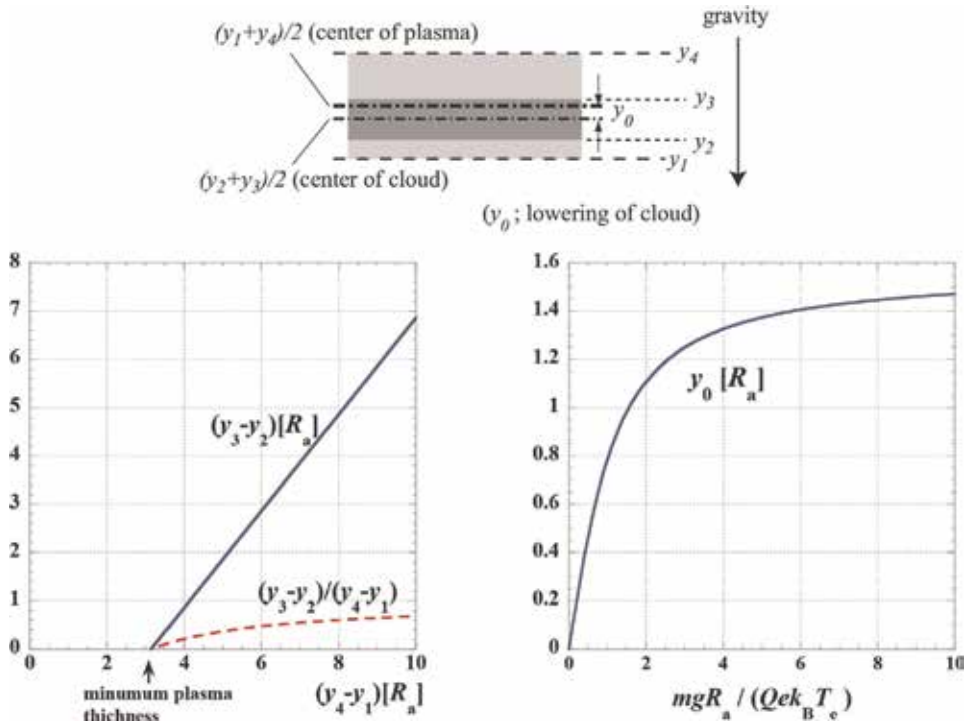 gravity
(y1+y4)/2 (center of plasma)
y4
y3
y0
y2
y1
(y2+y3)/2 (center of cloud)
(y0 ; lowering of cloud)
8
7
6
5
4
3
2
1
0
(y3-y2)[Ra]
(y3-y2)/(y4-y1)
0 2 4 6 8 10
minumum plasma
thichness
(y4-y1)[Ra]
1.6
1.4
1.2
1
0.8
0.6
0.4
0.2
0
y0 [Ra]
0 2 4 6 8 10
mgRa / (QekBTe)